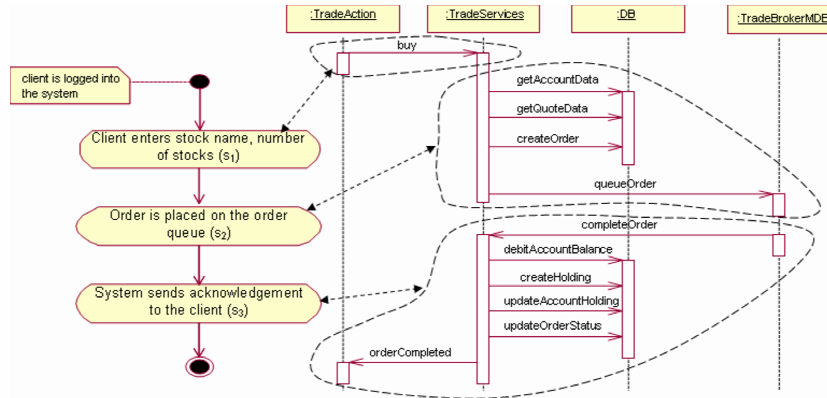 :TradeAction
:TradeServices
:DB
:TradeBrokerMDB
buy
client is logged into
the system
getAccountData
getQuoteData
createOrder
Client enters stock name, number
of stocks (s1)
queueOrder
Order is placed on the order
queue (s2)
completeOrder
debitAccountBalance
createHolding
System sends acknowledgement
to the client (s3)
updateAccountHolding
updateOrderStatus
orderCompleted